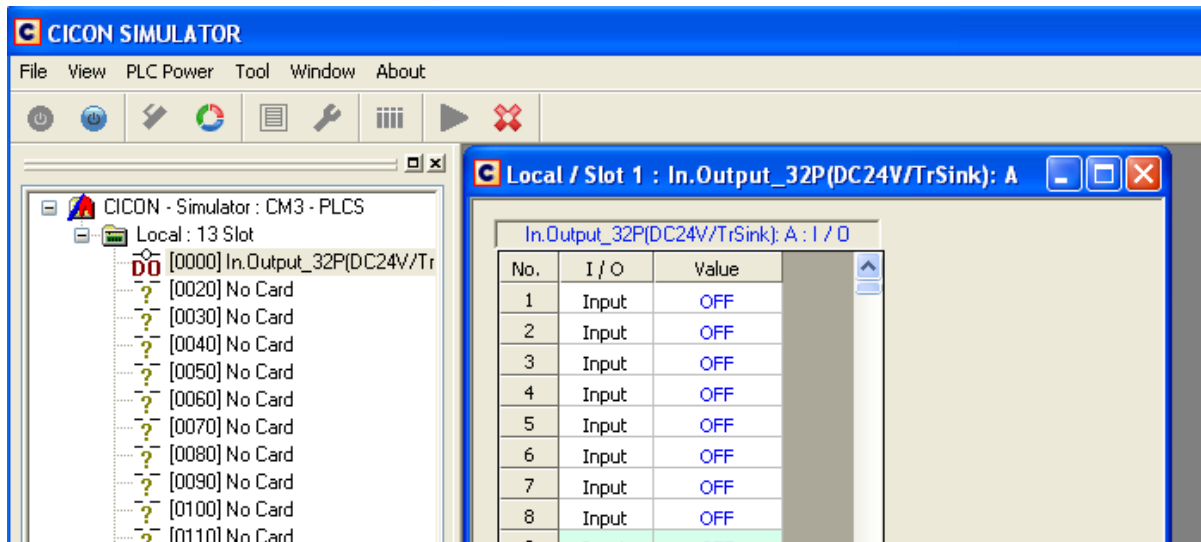 CICON SIMULATOR
File View PLC Power Tool Window About
CICON - Simulator : CM3 - PLCS
Local : 13 Slot
[0000] In.Output_32P(DC24V/Tr
[0020] No Card
[0030] No Card
[0040] No Card
[0050] No Card
[0060] No Card
[0070] No Card
[0080] No Card
[0090] No Card
[0100] No Card
[0110] No Card
Local / Slot 1 : In.Output_32P(DC24V/TrSink): A
In.Output_32P(DC24V/TrSink): A : I / O
No. I / O Value
1 Input OFF
2 Input OFF
3 Input OFF
4 Input OFF
5 Input OFF
6 Input OFF
7 Input OFF
8 Input OFF